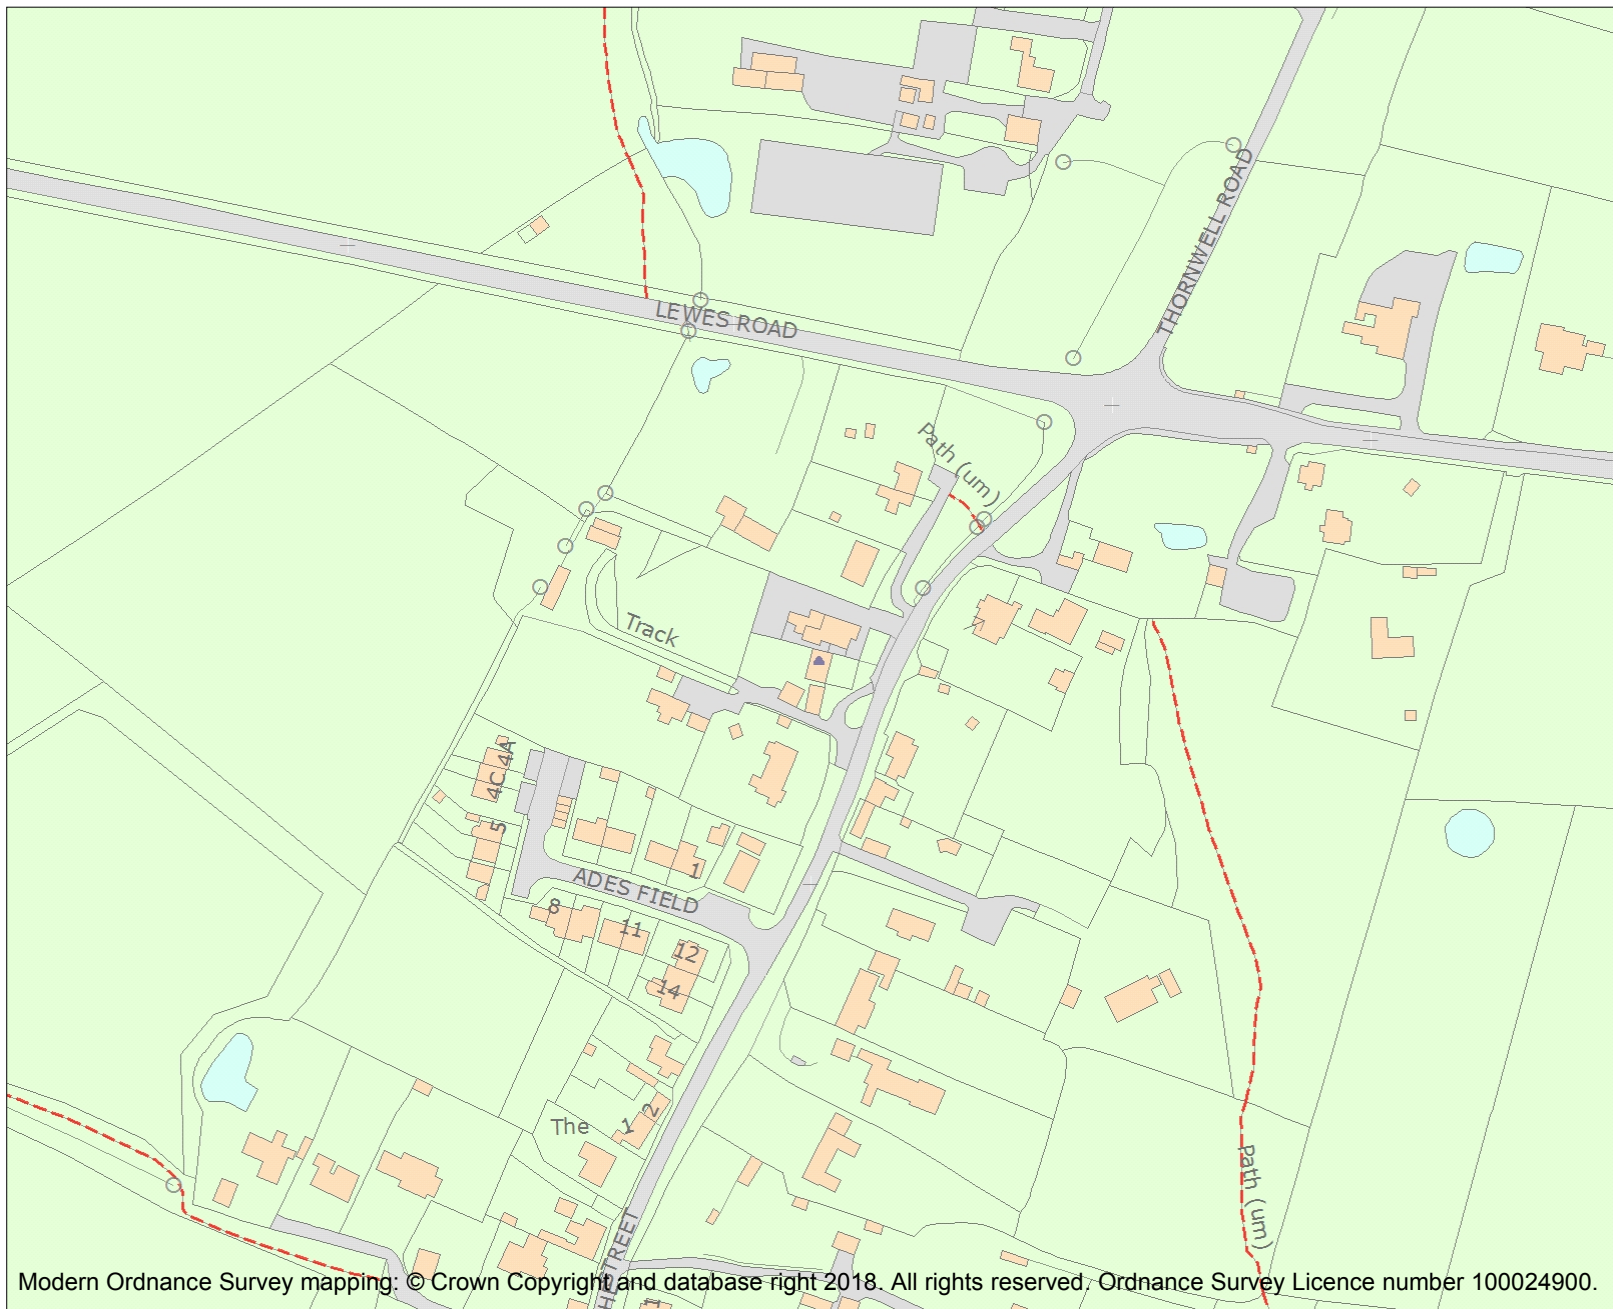 THORNWELL ROAD
LEWES ROAD
Path (um)
Track
4A
4C
5
1
ADES FIELD
8
11
12
14
The
1
2
Path (um)
STREET
1
Modern Ordnance Survey mapping: © Crown Copyright and database right 2018. All rights reserved. Ordnance Survey Licence number 100024900.